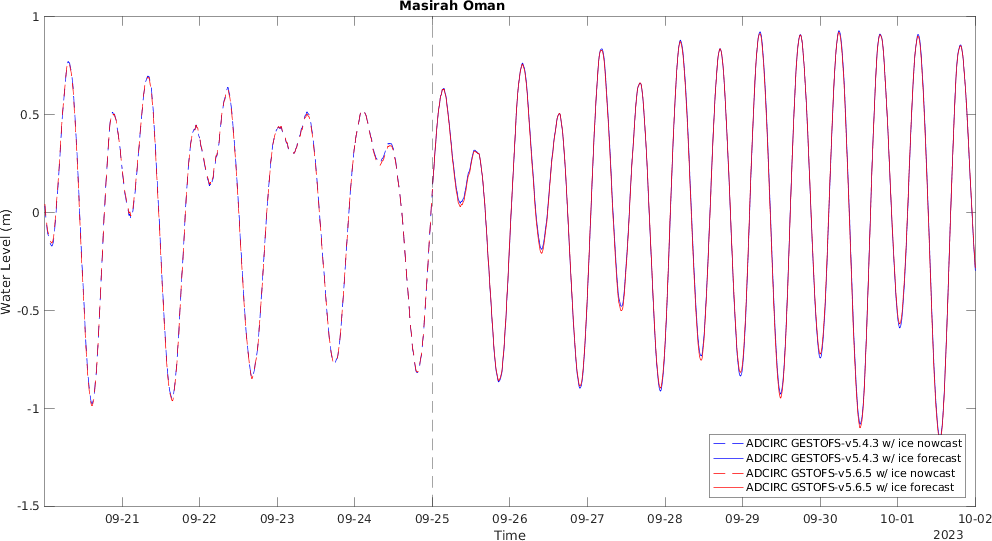 Masirah Oman
1
0.5
0
-0.5
-1
-1.5
Water Level (m)
09-21 09-22 09-23 09-24 09-25 09-26 09-27 09-28 09-29 09-30 10-01 10-02
Time
2023
ADCIRC GESTOFS-v5.4.3 w/ ice nowcast
ADCIRC GESTOFS-v5.4.3 w/ ice forecast
ADCIRC GSTOFS-v5.6.5 w/ ice nowcast
ADCIRC GSTOFS-v5.6.5 w/ ice forecast